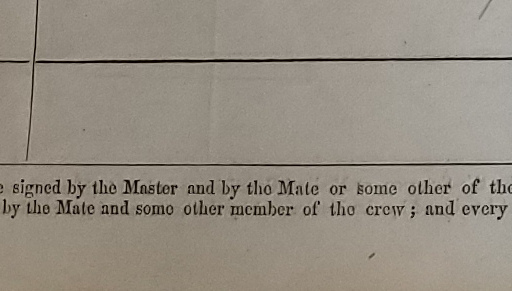 signed by the Master and by the Mate or some other of the
by the Mate and some other member of the crew; and every